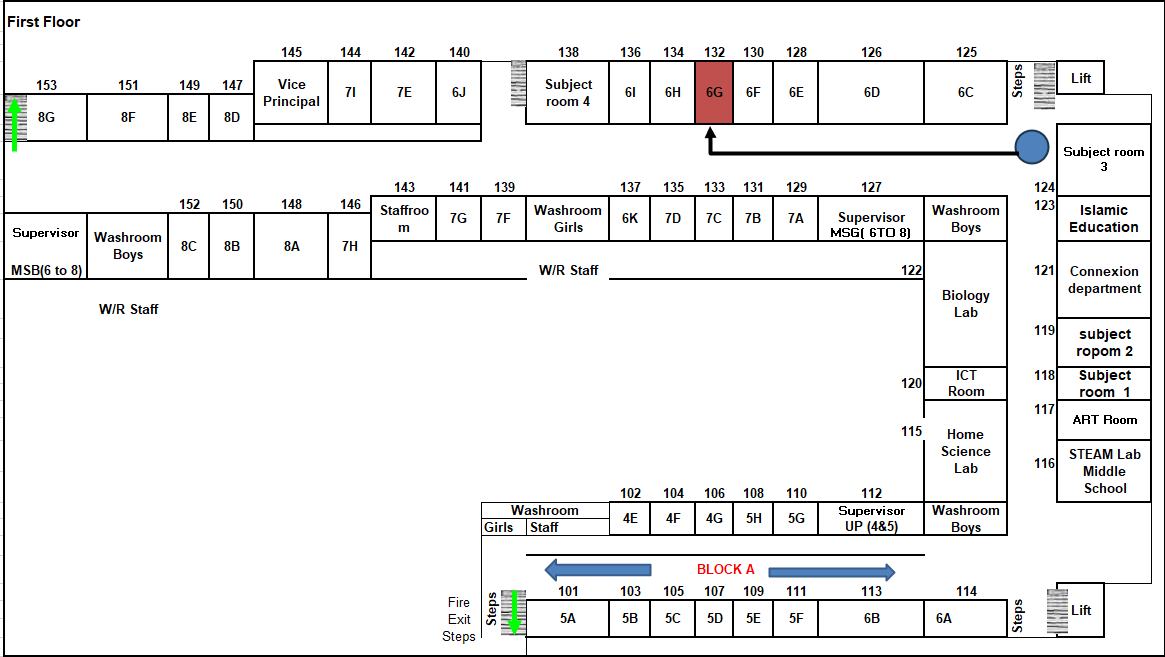 First Floor
145 144 142 140 138 136 134 132 130 128 126 125
153 151 149 147
Vice
Principal
7I 7E 6J
Subject
room 4
6I 6H 6G 6F 6E 6D 6C
Steps
Lift
8G 8F 8E 8D
Subject room
3
124
143 141 139 137 135 133 131 129 127
123
152 150 148 146
Staffroo
m
7G 7F
Washroom
Girls
6K 7D 7C 7B 7A
Supervisor
MSG( 6TO 8)
Washroom
Boys
Islamic
Education
Supervisor
MSB(6 to 8)
Washroom
Boys
8C 8B 8A 7H
W/R Staff
122
121
Connexion
department
W/R Staff
Biology
Lab
119
subject
ropom 2
120
ICT
Room
118
Subject
room 1
117
ART Room
115
Home
Science
Lab
116
STEAM Lab
Middle
School
102 104 106 108 110 112
Washroom
Girls Staff
4E 4F 4G 5H 5G
Supervisor
UP (4&5)
Washroom
Boys
BLOCK A
101 103 105 107 109 111 113 114
Fire
Exit
Steps
Steps
5A 5B 5C 5D 5E 5F 6B 6A
Steps
Lift